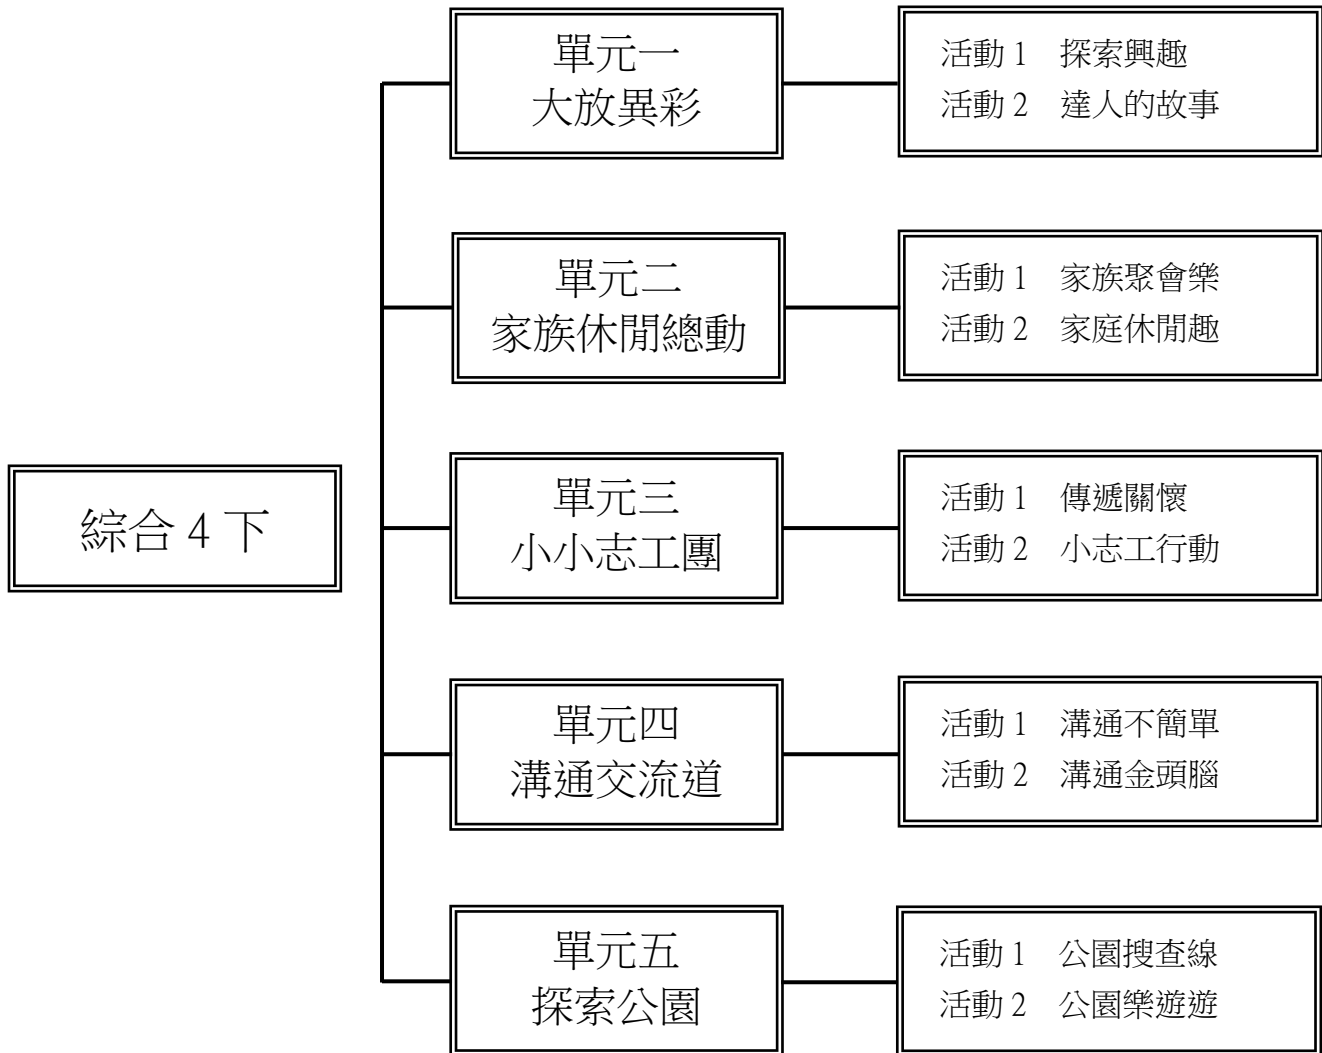 單元一
大放異彩
活動 1 探索興趣
活動 2 達人的故事
單元二
家族休閒總動
活動 1 家族聚會樂
活動 2 家庭休閒趣
綜合 4 下
單元三
小小志工團
活動 1 傳遞關懷
活動 2 小志工行動
單元四
溝通交流道
活動 1 溝通不簡單
活動 2 溝通金頭腦
單元五
探索公園
活動 1 公園搜查線
活動 2 公園樂遊遊